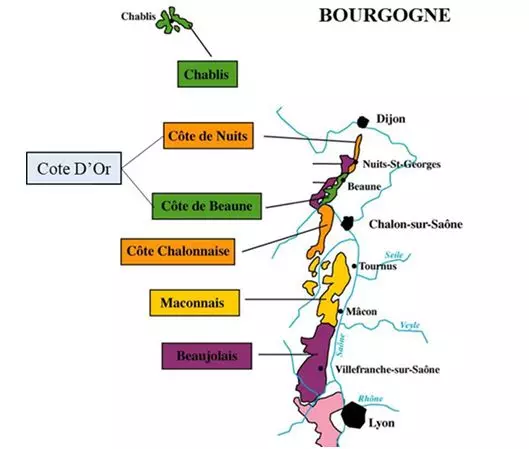 BOURGOGNE
Chablis
Chablis
Dijon
Côte de Nuits
Nuits-St-Georges
Cote D'Or
Beaune
Côte de Beaune
Chalon-sur-Saône
Côte Chalonnaise
Seile
Tournus
Maconnais
Mâcon
Veyle
Saône
Beaujolais
Villefranche-sur-Saône
Rhône
Lyon